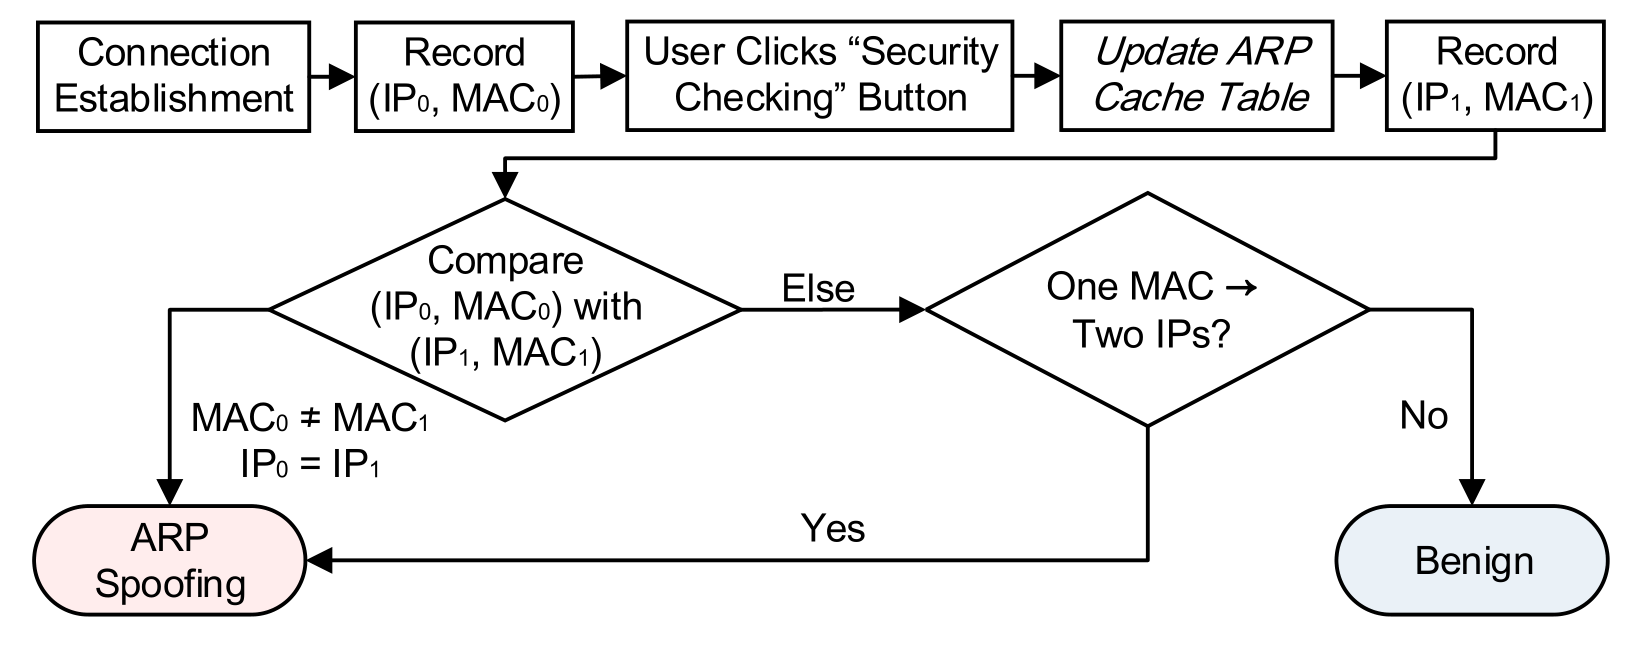 Connection
Establishment
Record
(IP₀, MAC₀)
User Clicks “Security
Checking” Button
Update ARP
Cache Table
Record
(IP₁, MAC₁)
Compare
(IP₀, MAC₀) with
(IP₁, MAC₁)
Else
One MAC →
Two IPs?
MAC₀ ≠ MAC₁
IP₀ = IP₁
No
Yes
ARP
Spoofing
Benign